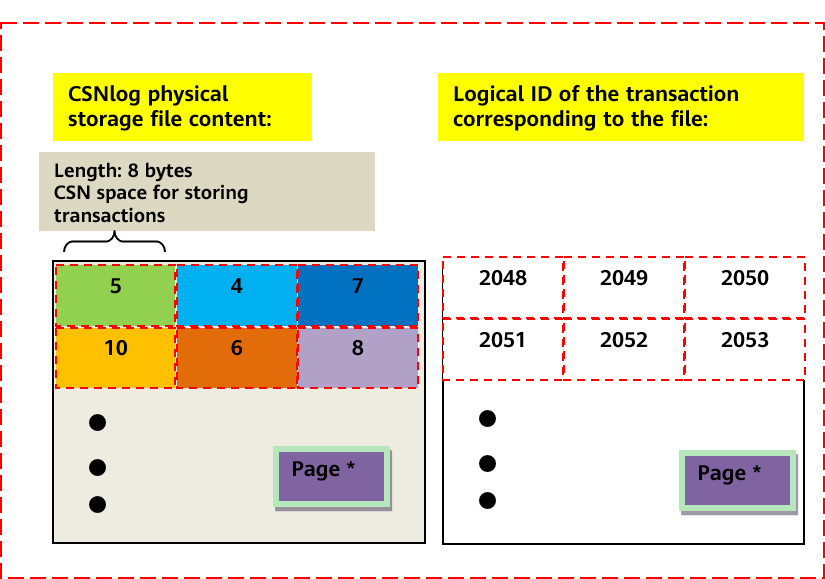 CSNlog physical
storage file content:
Logical ID of the transaction
corresponding to the file:
Length: 8 bytes
CSN space for storing
transactions
5 4 7
10 6 8
Page *
2048 2049 2050
2051 2052 2053
Page *